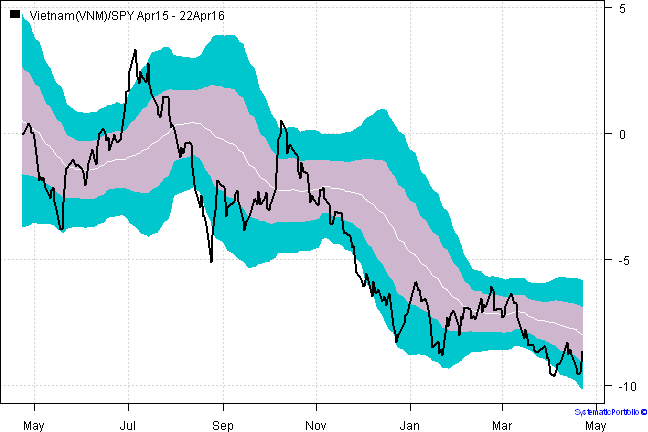 Vietnam(VNM)/SPY Apr15 - 22Apr16
5
0
-5
-10
SystematicPortfolio ©
May Jul Sep Nov Jan Mar May